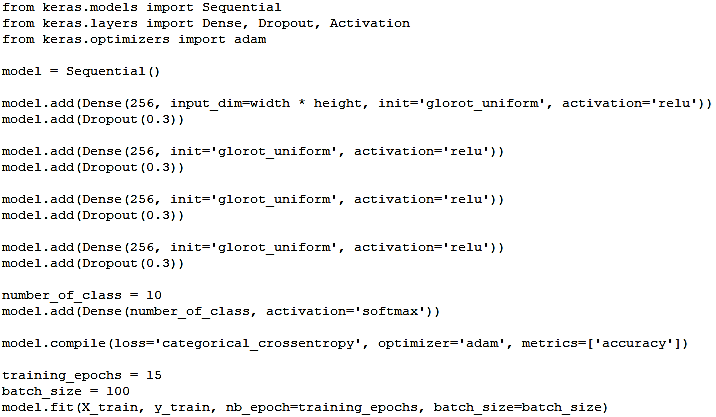 from keras.models import Sequential
from keras.layers import Dense, Dropout, Activation
from keras.optimizers import adam
model = Sequential()
model.add(Dense(256, input_dim=width * height, init='glorot_uniform', activation='relu'))
model.add(Dropout(0.3))
model.add(Dense(256, init='glorot_uniform', activation='relu'))
model.add(Dropout(0.3))
model.add(Dense(256, init='glorot_uniform', activation='relu'))
model.add(Dropout(0.3))
model.add(Dense(256, init='glorot_uniform', activation='relu'))
model.add(Dropout(0.3))
number_of_class = 10
model.add(Dense(number_of_class, activation='softmax'))
model.compile(loss='categorical_crossentropy', optimizer='adam', metrics=['accuracy'])
training_epochs = 15
batch_size = 100
model.fit(X_train, y_train, nb_epoch=training_epochs, batch_size=batch_size)